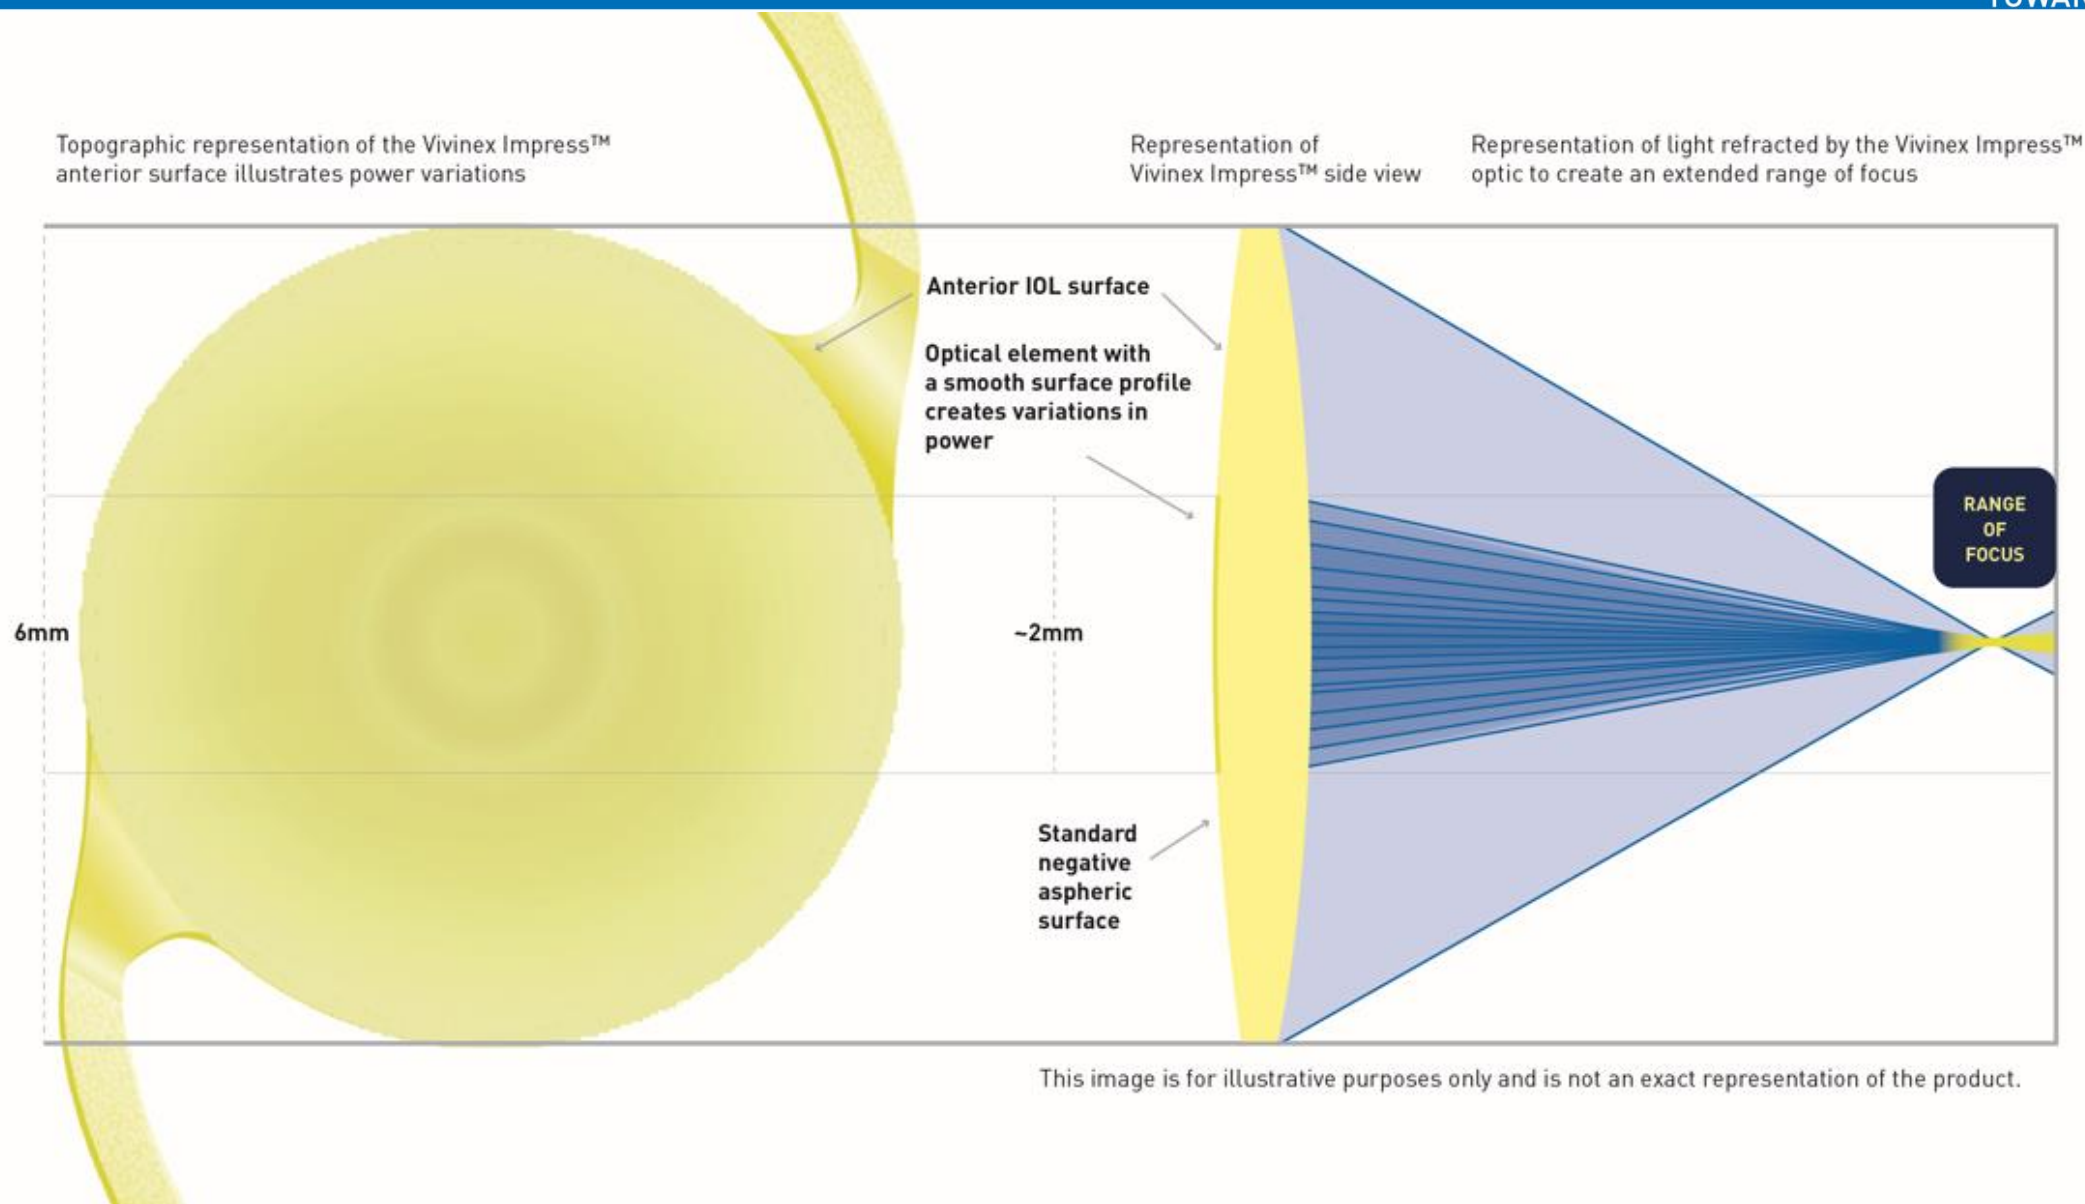 Topographic representation of the Vivinex Impress™
anterior surface illustrates power variations
Representation of
Vivinex Impress™ side view
Representation of light refracted by the Vivinex Impress™
optic to create an extended range of focus
Anterior IOL surface
Optical element with
a smooth surface profile
creates variations in
power
RANGE
OF
FOCUS
6mm
~2mm
Standard
negative
aspheric
surface
This image is for illustrative purposes only and is not an exact representation of the product.